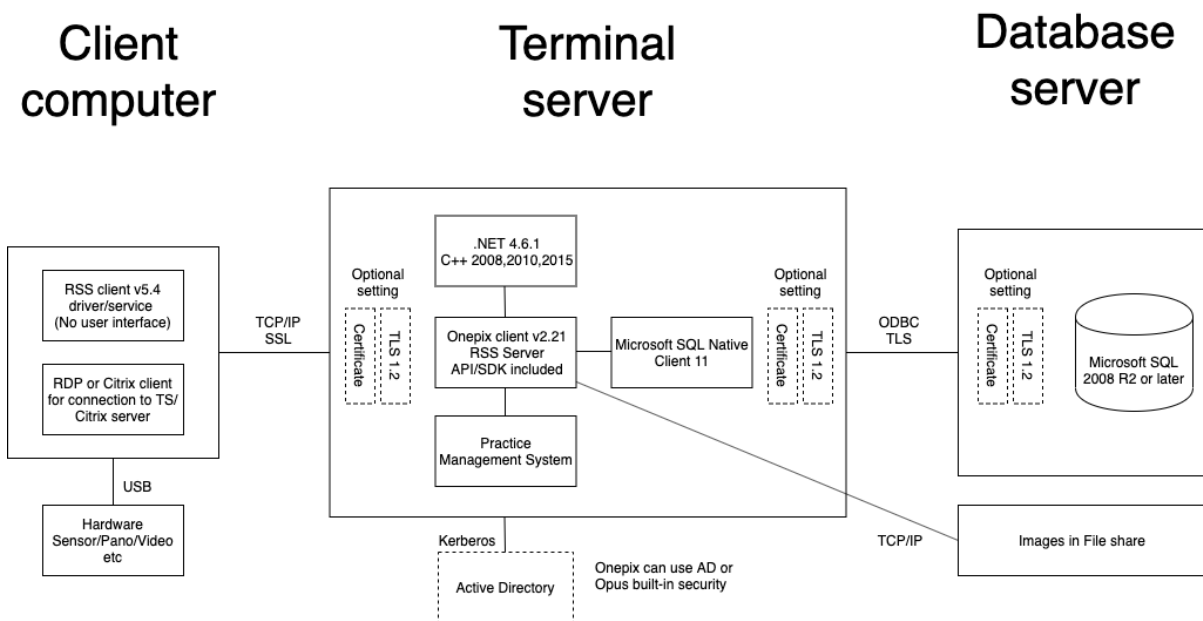 Client
computer
Terminal
server
Database
server
RSS client v5.4
driver/service
(No user interface)
RDP or Citrix client
for connection to TS/
Citrix server
USB
Hardware
Sensor/Pano/Video
etc
TCP/IP
SSL
Optional
setting
Certificate
TLS 1.2
.NET 4.6.1
C++ 2008,2010,2015
Onepix client v2.21
RSS Server
API/SDK included
Practice
Management System
Microsoft SQL Native
Client 11
Optional
setting
Certificate
TLS 1.2
Kerberos
Active Directory
Onepix can use AD or
Opus built-in security
ODBC
TLS
TCP/IP
Optional
setting
Certificate
TLS 1.2
Microsoft SQL
2008 R2 or later
Images in File share